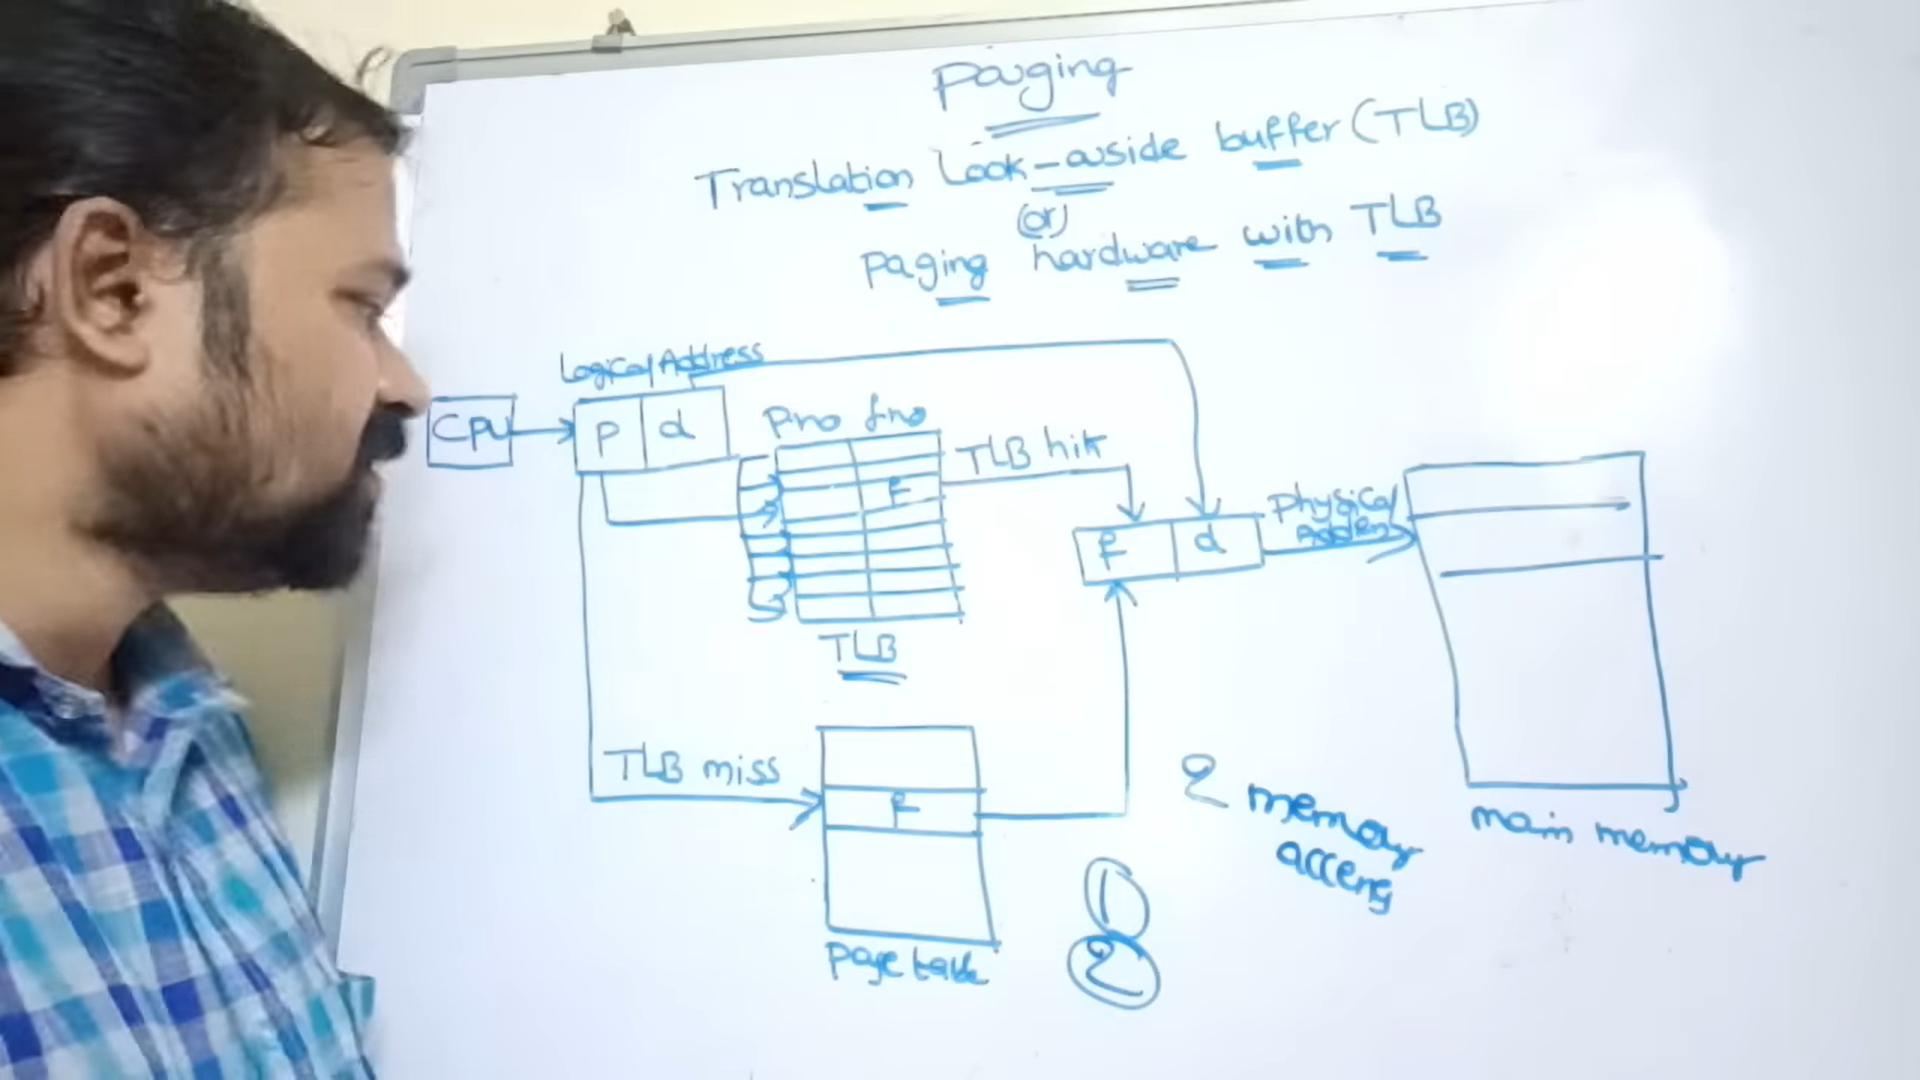 Paging
Translation Look-aside buffer (TLB)
(or)
Paging hardware with TLB
Logical Address
CPU
P d
Pno fno
f
TLB hit
TLB
f d
Physical
Address
TLB miss
f
Page table
2 memory
access
1
2
main memory